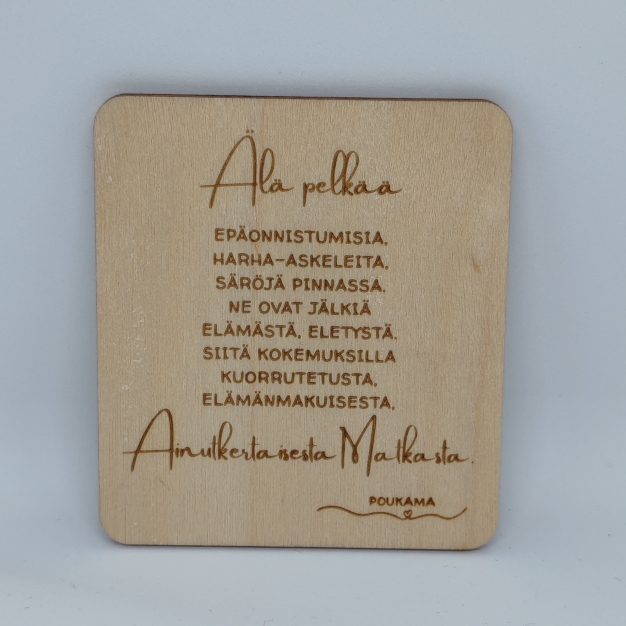 Älä pelkää
EPÄONNISTUMISIA,
HARHA-ASKELEITA,
SÄRÖJÄ PINNASSA.
NE OVAT JÄLKIÄ
ELÄMÄSTÄ, ELETYSTÄ.
SIITÄ KOKEMUKSILLA
KUORRUTETUSTA,
ELÄMÄNMAKUISESTA,
Ainutkertaisesta Matkasta.
POUKAMA